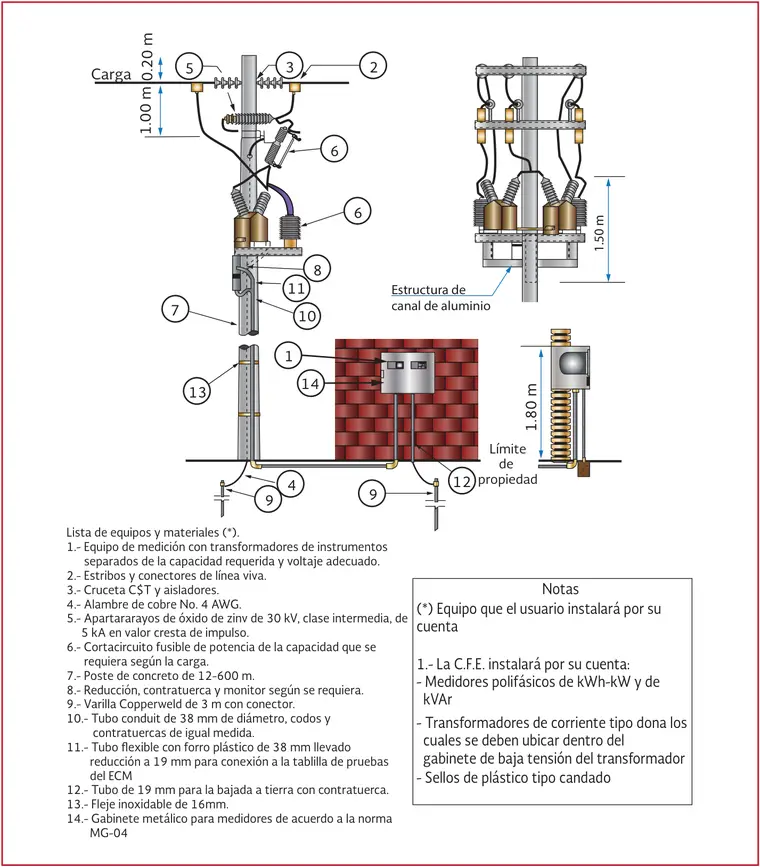 0.20 m
5
3
2
Carga
1.00 m
6
6
8
11
10
7
1.50 m
Estructura de
canal de aluminio
1
14
13
1.80 m
Límite
de
propiedad
12
4
9
9
Lista de equipos y materiales (*).
1.- Equipo de medición con transformadores de instrumentos
separados de la capacidad requerida y voltaje adecuado.
2.- Estribos y conectores de línea viva.
3.- Cruceta C$T y aisladores.
4.- Alambre de cobre No. 4 AWG.
5.- Apartararayos de óxido de zinv de 30 kV, clase intermedia, de
5 kA en valor cresta de impulso.
6.- Cortacircuito fusible de potencia de la capacidad que se
requiera según la carga.
7.- Poste de concreto de 12-600 m.
8.- Reducción, contratuerca y monitor según se requiera.
9.- Varilla Copperweld de 3 m con conector.
10.- Tubo conduit de 38 mm de diámetro, codos y
contratuercas de igual medida.
11.- Tubo flexible con forro plástico de 38 mm llevado
reducción a 19 mm para conexión a la tablilla de pruebas
del ECM
12.- Tubo de 19 mm para la bajada a tierra con contratuerca.
13.- Fleje inoxidable de 16mm.
14.- Gabinete metálico para medidores de acuerdo a la norma
MG-04
Notas
(*) Equipo que el usuario instalará por su
cuenta
1.- La C.F.E. instalará por su cuenta:
- Medidores polifásicos de kWh-kW y de
kVAr
- Transformadores de corriente tipo dona los
cuales se deben ubicar dentro del
gabinete de baja tensión del transformador
- Sellos de plástico tipo candado